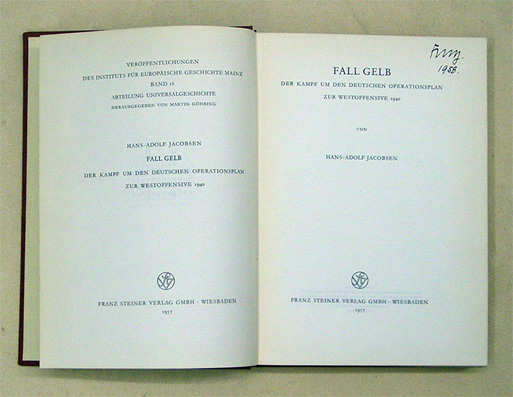 VERÖFFENTLICHUNGEN
DES INSTITUTS FÜR EUROPÄISCHE GESCHICHTE MAINZ
BAND 16
ABTEILUNG UNIVERSALGESCHICHTE
HERAUSGEGEBEN VON MARTIN GÖHRING
HANS-ADOLF JACOBSEN
FALL GELB
DER KAMPF UM DEN DEUTSCHEN OPERATIONSPLAN
ZUR WESTOFFENSIVE 1940
FRANZ STEINER VERLAG GMBH · WIESBADEN
1957
1958.
FALL GELB
DER KAMPF UM DEN DEUTSCHEN OPERATIONSPLAN
ZUR WESTOFFENSIVE 1940
VON
HANS-ADOLF JACOBSEN
FRANZ STEINER VERLAG GMBH · WIESBADEN
1957